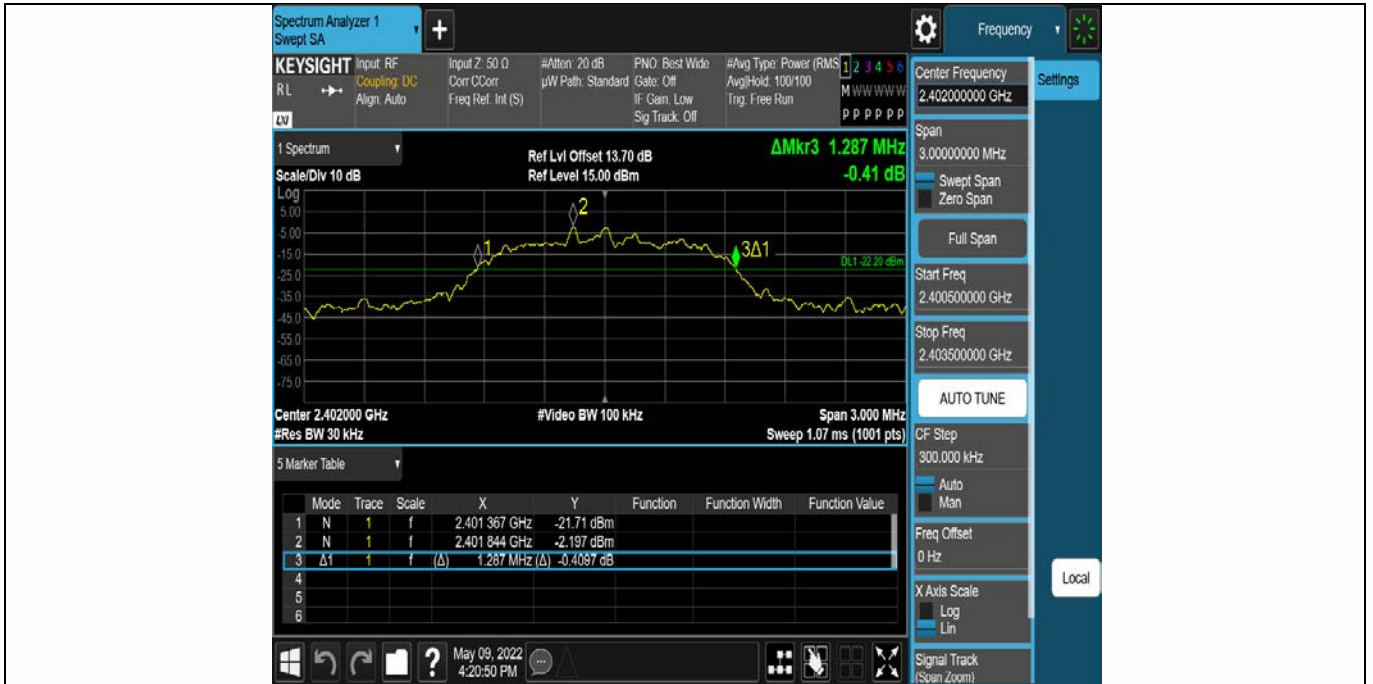 Spectrum Analyzer 1
Swept SA
+
Frequency
KEYSIGHT
RL
LXI
Input: RF
Coupling: DC
Align: Auto
Input Z: 50 Ω
Corr CCorr
Freq Ref: Int (S)
#Atten: 20 dB
µW Path: Standard
PNO: Best Wide
Gate: Off
IF Gain: Low
Sig Track: Off
#Avg Type: Power (RMS
Avg|Hold: 100/100
Trig: Free Run
1 2 3 4 5 6
M W W W W W
P P P P P P
1 Spectrum
Scale/Div 10 dB
Ref Lvl Offset 13.70 dB
Ref Level 15.00 dBm
ΔMkr3 1.287 MHz
-0.41 dB
Log
5.00
-5.00
-15.0
-25.0
-35.0
-45.0
-55.0
-65.0
-75.0
1
2
3Δ1
DL1 -22.20 dBm
Center 2.402000 GHz
#Video BW 100 kHz
Span 3.000 MHz
#Res BW 30 kHz
Sweep 1.07 ms (1001 pts)
5 Marker Table
Mode Trace Scale X Y Function Function Width Function Value
1 N 1 f 2.401 367 GHz -21.71 dBm
2 N 1 f 2.401 844 GHz -2.197 dBm
3 Δ1 1 f (Δ) 1.287 MHz (Δ) -0.4097 dB
4
5
6
?
May 09, 2022
4:20:50 PM
Center Frequency
2.402000000 GHz
Settings
Span
3.00000000 MHz
Swept Span
Zero Span
Full Span
Start Freq
2.400500000 GHz
Stop Freq
2.403500000 GHz
AUTO TUNE
CF Step
300.000 kHz
Auto
Man
Freq Offset
0 Hz
Local
X Axis Scale
Log
Lin
Signal Track
(Span Zoom)